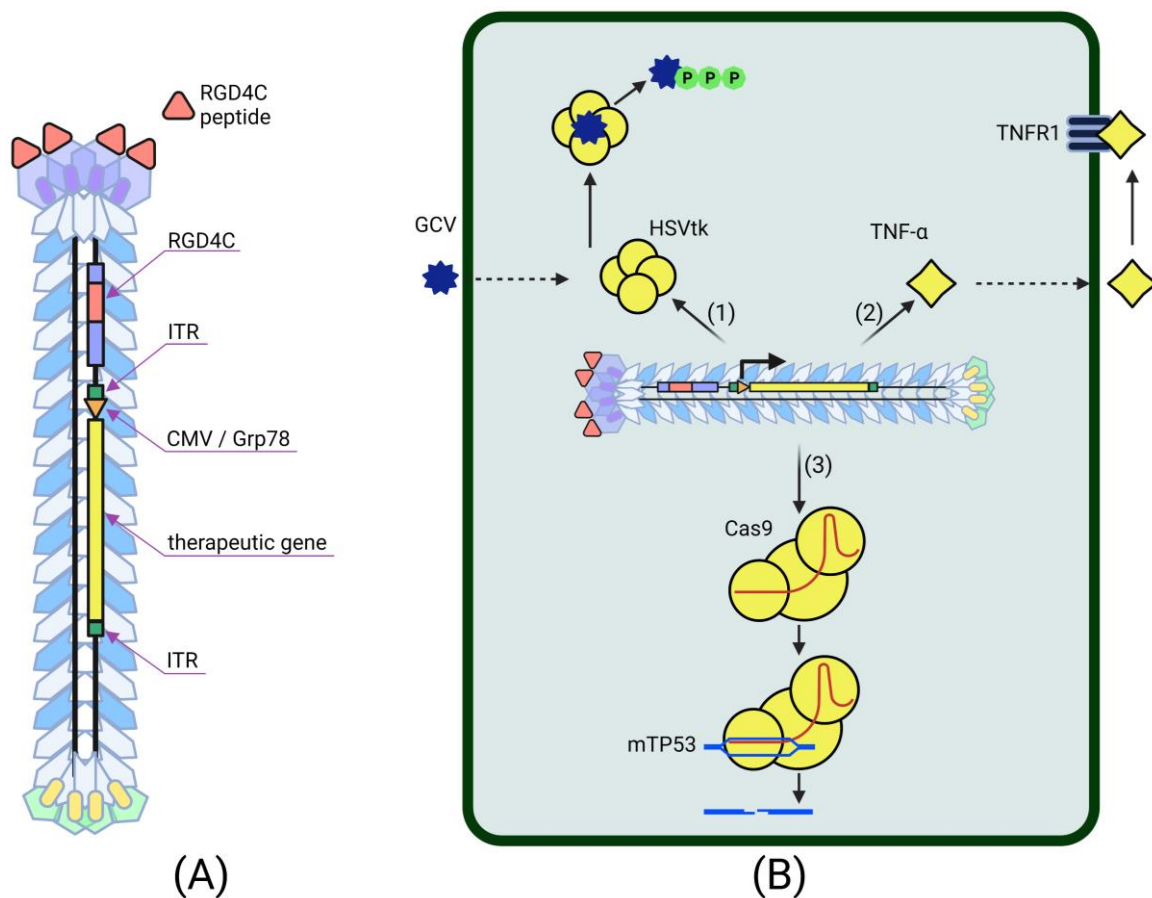 RGD4C
peptide
RGD4C
ITR
CMV / Grp78
therapeutic gene
ITR
(A)
P P P
TNFR1
GCV
HSVtk
TNF-α
(1)
(2)
(3)
Cas9
mTP53
(B)